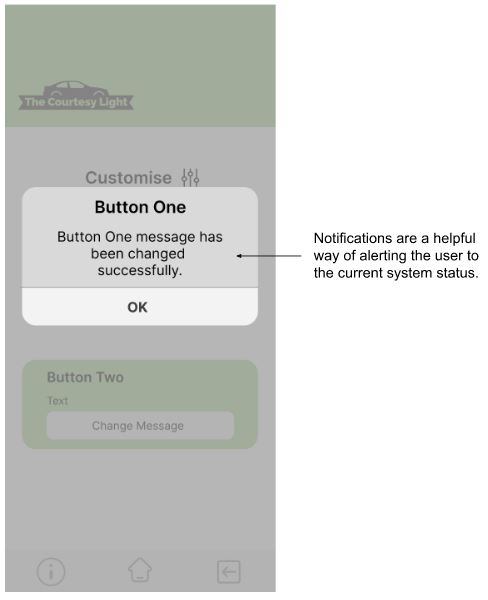 The Courtesy Light
Customise
Button One
Button One message has
been changed
successfully.
OK
Notifications are a helpful
way of alerting the user to
the current system status.
Button Two
Text
Change Message